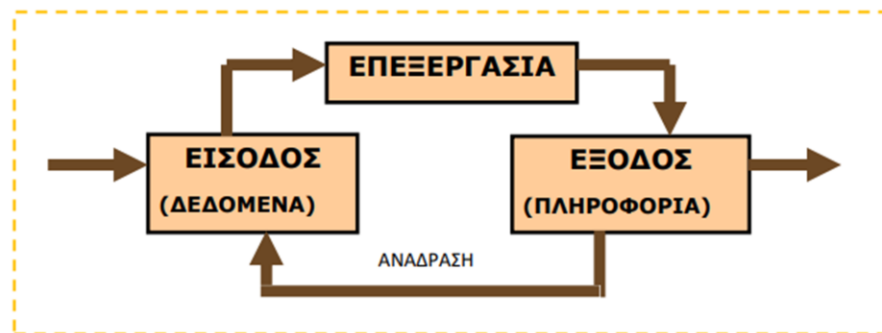 ΕΠΕΞΕΡΓΑΣΙΑ
ΕΙΣΟΔΟΣ
(ΔΕΔΟΜΕΝΑ)
ΕΞΟΔΟΣ
(ΠΛΗΡΟΦΟΡΙΑ)
ΑΝΑΔΡΑΣΗ